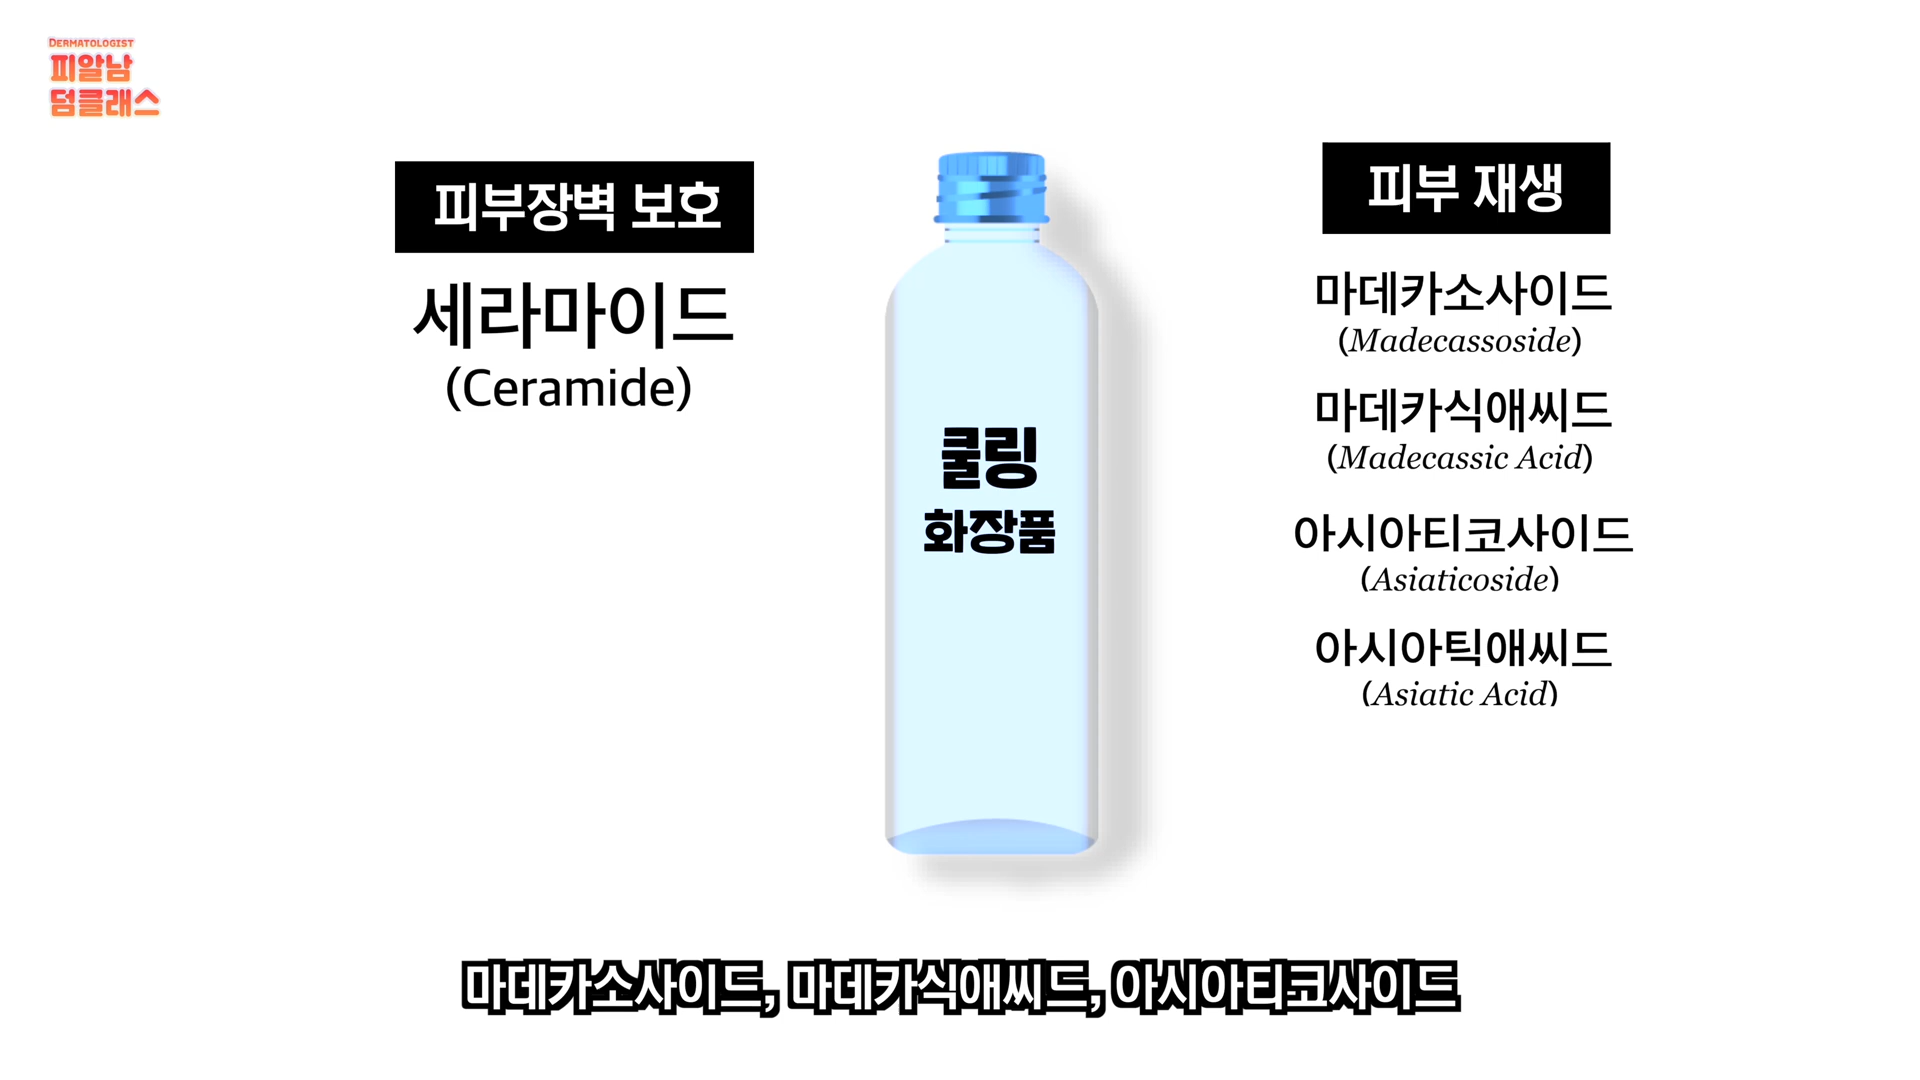 DERMATOLOGIST
피알남
덤클래스
피부장벽 보호
세라마이드
(Ceramide)
쿨링
화장품
피부 재생
마데카소사이드
(Madecassoside)
마데카식애씨드
(Madecassic Acid)
아시아티코사이드
(Asiaticoside)
아시아틱애씨드
(Asiatic Acid)
마데카소사이드, 마데카식애씨드, 아시아티코사이드